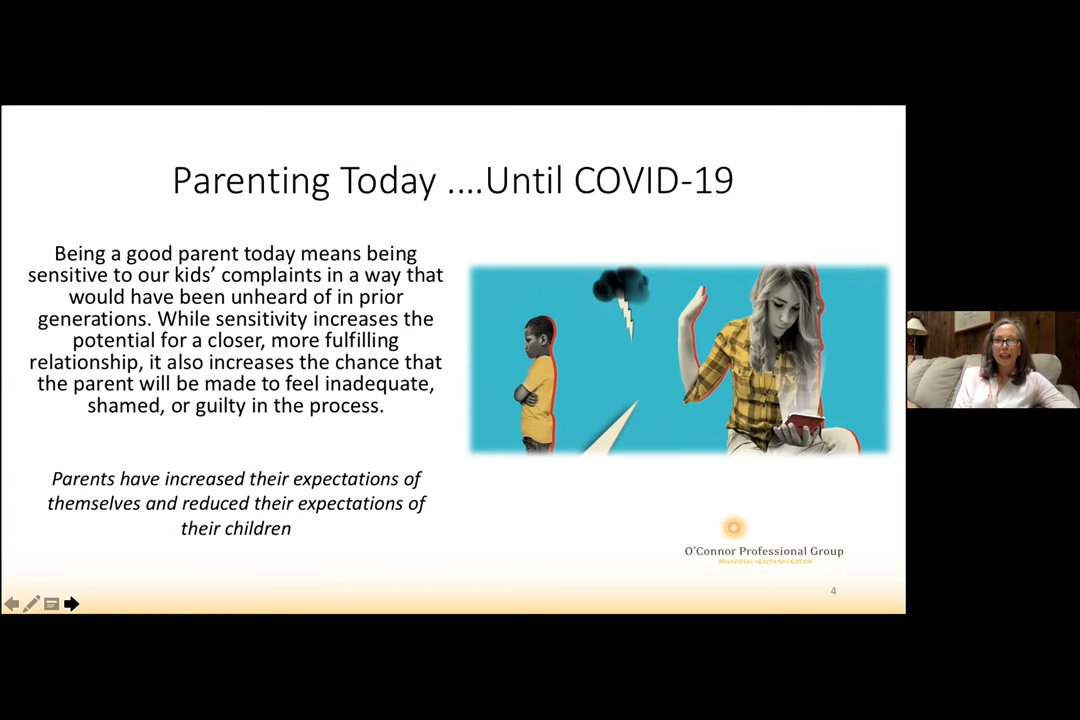 Parenting Today ....Until COVID-19
Being a good parent today means being
sensitive to our kids’ complaints in a way that
would have been unheard of in prior
generations. While sensitivity increases the
potential for a closer, more fulfilling
relationship, it also increases the chance that
the parent will be made to feel inadequate,
shamed, or guilty in the process.
Parents have increased their expectations of
themselves and reduced their expectations of
their children
O’Connor Professional Group
BEHAVIORAL HEALTH NAVIGATION
4